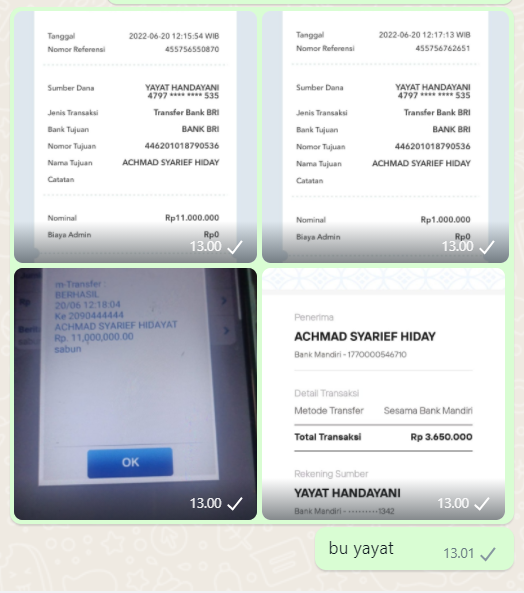 Tanggal 2022-06-20 12:15:54 WIB
Nomor Referensi 455756550870
Sumber Dana YAYAT HANDAYANI
4797 **** **** 535
Jenis Transaksi Transfer Bank BRI
Bank Tujuan BANK BRI
Nomor Tujuan 446201018790536
Nama Tujuan ACHMAD SYARIEF HIDAY
Catatan
Nominal Rp11.000.000
Biaya Admin Rp0
13.00
Tanggal 2022-06-20 12:17:13 WIB
Nomor Referensi 455756762651
Sumber Dana YAYAT HANDAYANI
4797 **** **** 535
Jenis Transaksi Transfer Bank BRI
Bank Tujuan BANK BRI
Nomor Tujuan 446201018790536
Nama Tujuan ACHMAD SYARIEF HIDAY
Catatan
Nominal Rp1.000.000
Biaya Admin Rp0
13.00
m-Transfer :
BERHASIL
20/06 12:18:04
Ke 2090444444
ACHMAD SYARIEF HIDAYAT
Rp. 11,000,000.00
sabun
OK
13.00
Penerima
ACHMAD SYARIEF HIDAY
Bank Mandiri - 1770000546710
Detail Transaksi
Metode Transfer Sesama Bank Mandiri
Total Transaksi Rp 3.650.000
Rekening Sumber
YAYAT HANDAYANI
Bank Mandiri - ---------1342
13.00
bu yayat 13.01